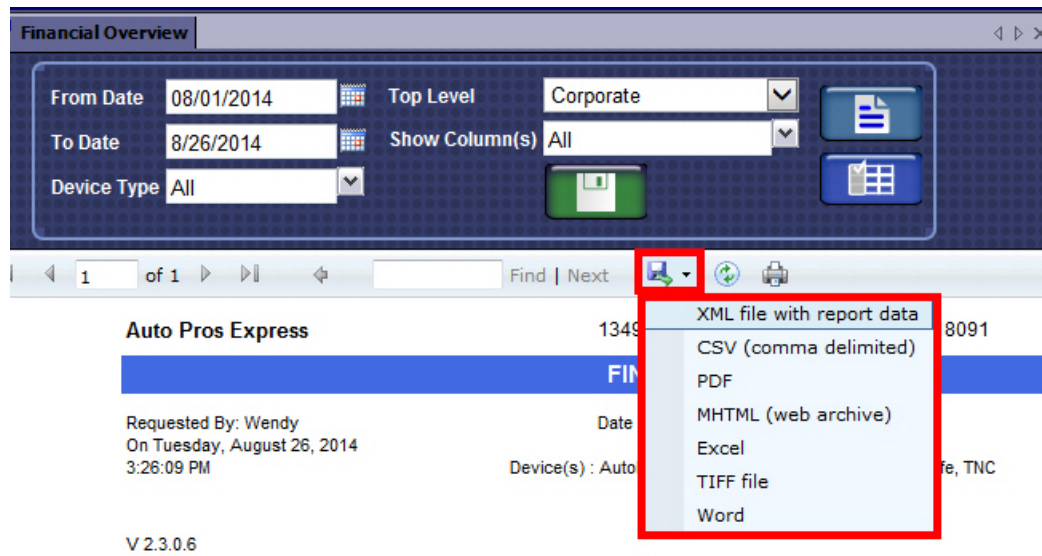 Financial Overview
From Date 08/01/2014 Top Level Corporate
To Date 8/26/2014 Show Column(s) All
Device Type All
1 of 1 Find | Next
XML file with report data
CSV (comma delimited)
PDF
MHTML (web archive)
Excel
TIFF file
Word
Auto Pros Express 1349 8091
FIN
Requested By: Wendy Date
On Tuesday, August 26, 2014
3:26:09 PM Device(s) : Auto fe, TNC
V 2.3.0.6